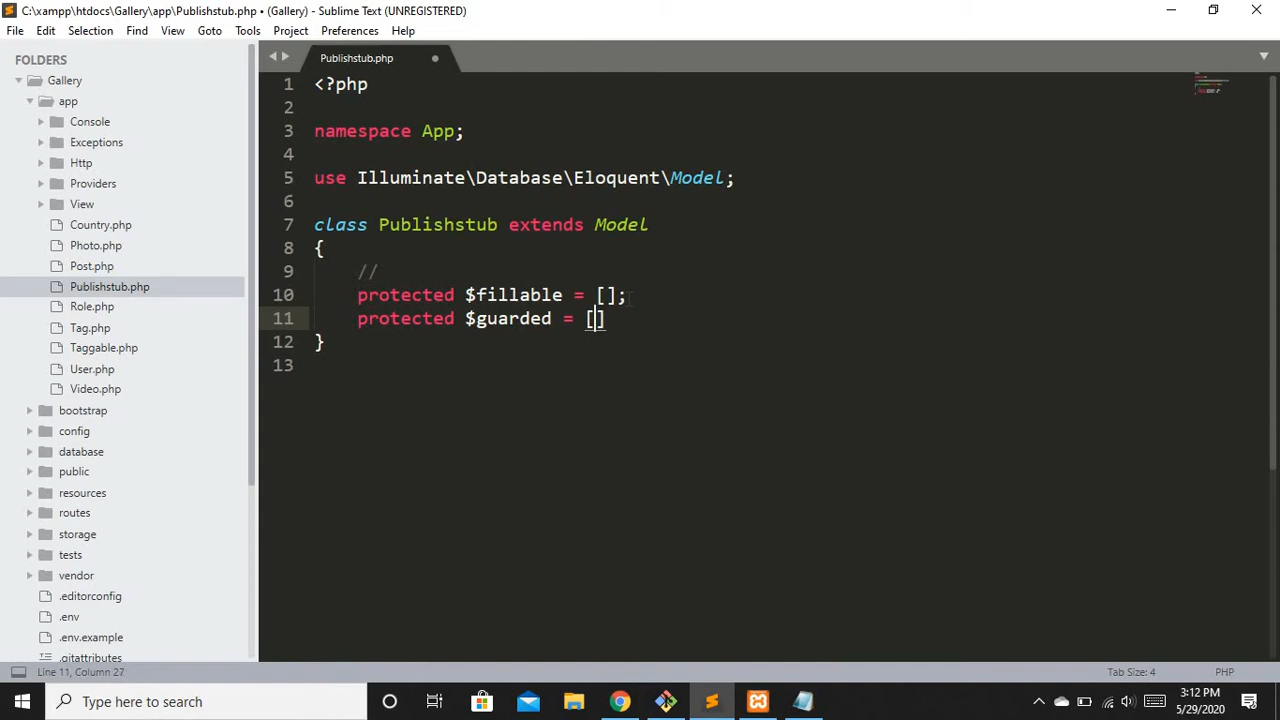 C:\xampp\htdocs\Gallery\app\Publishstub.php • (Gallery) - Sublime Text (UNREGISTERED)
File Edit Selection Find View Goto Tools Project Preferences Help
FOLDERS
Gallery
app
Console
Exceptions
Http
Providers
View
Country.php
Photo.php
Post.php
Publishstub.php
Role.php
Tag.php
Taggable.php
User.php
Video.php
bootstrap
config
database
public
resources
routes
storage
tests
vendor
.editorconfig
.env
.env.example
.gitattributes
Publishstub.php
1 <?php
2
3 namespace App;
4
5 use Illuminate\Database\Eloquent\Model;
6
7 class Publishstub extends Model
8 {
9 //
10 protected $fillable = [];
11 protected $guarded = []
12 }
13
Line 11, Column 27 Tab Size: 4 PHP
Type here to search
3:12 PM
5/29/2020